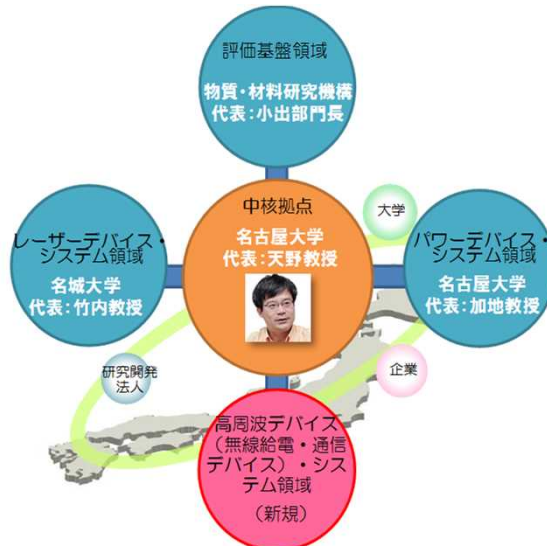 評価基盤領域
物質・材料研究機構
代表：小出部門長
中核拠点
名古屋大学
代表：天野教授
大学
レーザーデバイス・
システム領域
名城大学
代表：竹内教授
パワーデバイス・
システム領域
名古屋大学
代表：加地教授
研究開発
法人
企業
高周波デバイス
（無線給電・通信
デバイス）・シス
テム領域
（新規）